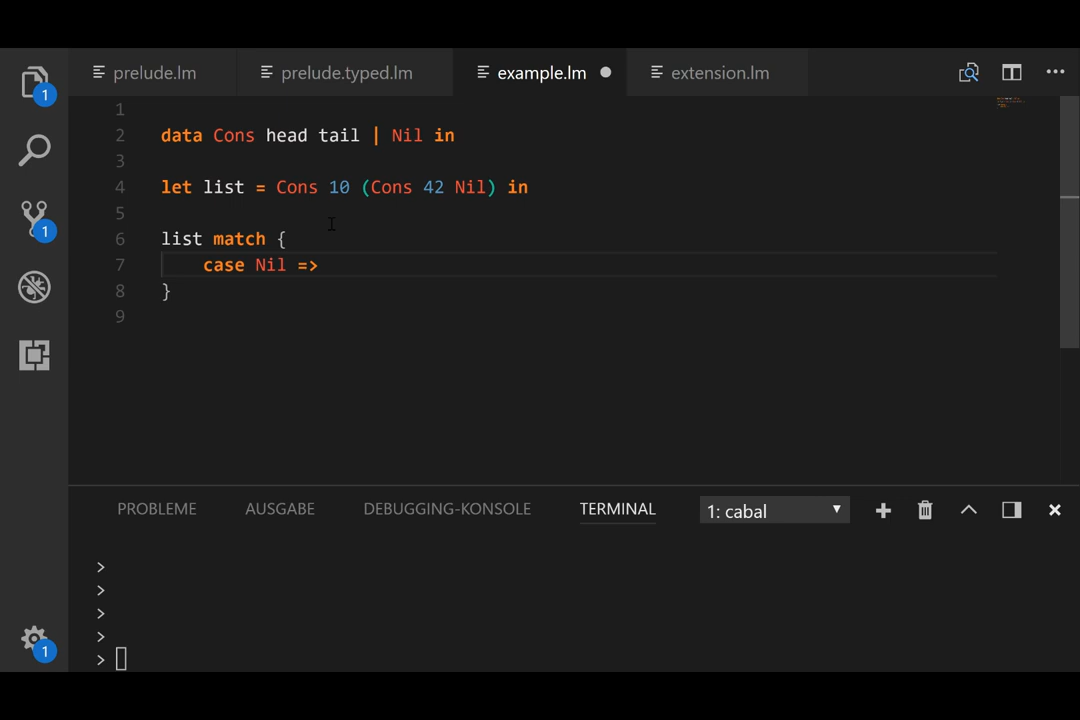 prelude.lm prelude.typed.lm example.lm extension.lm
1
2 data Cons head tail | Nil in
3
4 let list = Cons 10 (Cons 42 Nil) in
5
6 list match {
7 case Nil =>
8 }
9
1
1
1
PROBLEME AUSGABE DEBUGGING-KONSOLE TERMINAL 1: cabal
>
>
>
>
>